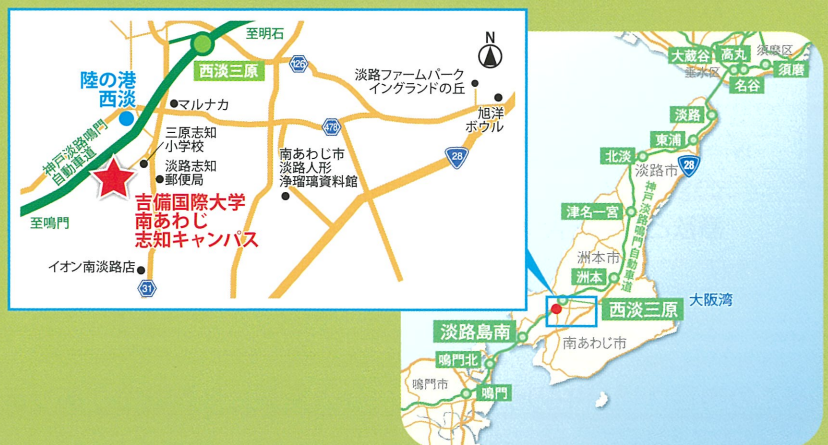 至明石
N
西淡三原
126
陸の港
西淡
マルナカ
淡路ファームパーク
イングランドの丘
旭洋
ボウル
478
三原志知
小学校
神戸淡路鳴門
自動車道
淡路志知
郵便局
南あわじ市
淡路人形
浄瑠璃資料館
28
吉備国際大学
南あわじ
志知キャンパス
至鳴門
イオン南淡路店
31
大蔵谷
高丸
須磨区
垂水区
須磨
名谷
淡路
東浦
北淡
28
淡路市
神戸淡路鳴門自動車道
津名一宮
洲本市
洲本
西淡三原
大阪湾
淡路島南
南あわじ市
鳴門北
鳴門市
鳴門